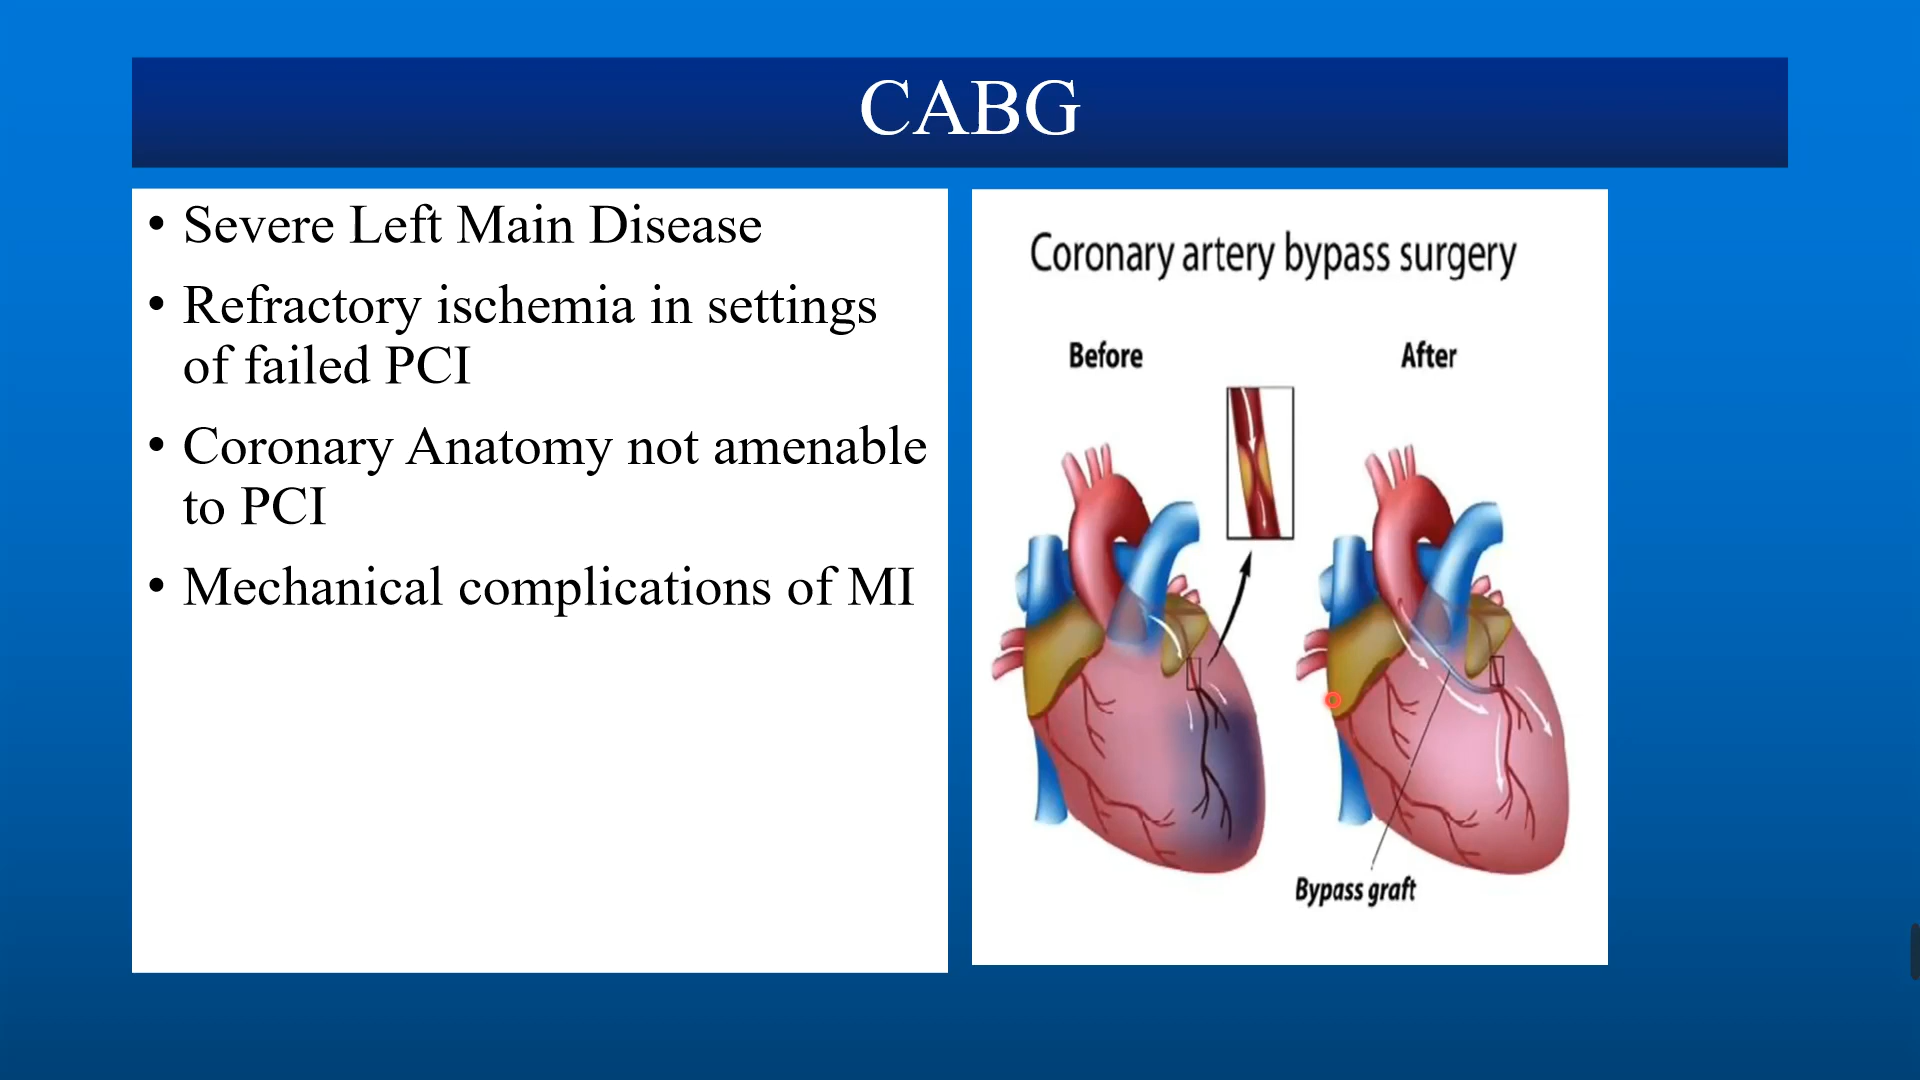 CABG
• Severe Left Main Disease
• Refractory ischemia in settings
of failed PCI
• Coronary Anatomy not amenable
to PCI
• Mechanical complications of MI
Coronary artery bypass surgery
Before
After
Bypass graft